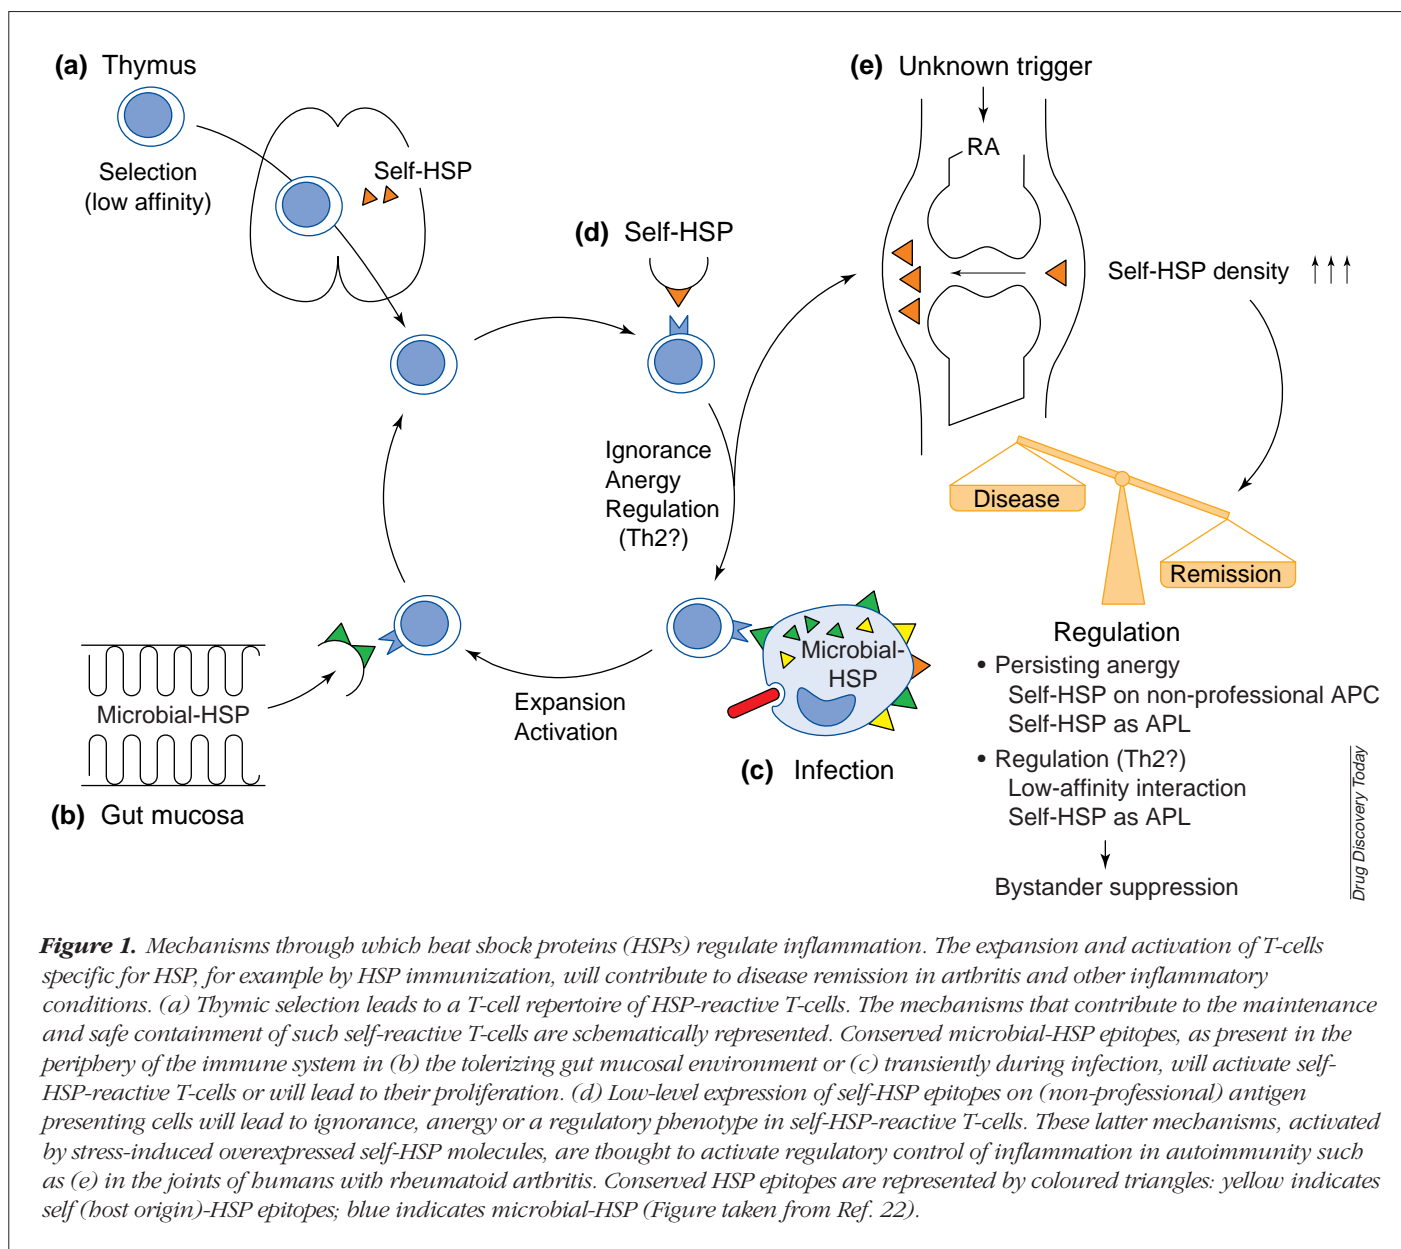 (a) Thymus
Selection
(low affinity)
Self-HSP
(d) Self-HSP
(e) Unknown trigger
RA
Self-HSP density
Ignorance
Anergy
Regulation
(Th2?)
Disease
Remission
Microbial-HSP
(b) Gut mucosa
Expansion
Activation
Microbial-
HSP
(c) Infection
Regulation
• Persisting anergy
Self-HSP on non-professional APC
Self-HSP as APL
• Regulation (Th2?)
Low-affinity interaction
Self-HSP as APL
Bystander suppression
Drug Discovery Today
Figure 1. Mechanisms through which heat shock proteins (HSPs) regulate inflammation. The expansion and activation of T-cells
specific for HSP, for example by HSP immunization, will contribute to disease remission in arthritis and other inflammatory
conditions. (a) Thymic selection leads to a T-cell repertoire of HSP-reactive T-cells. The mechanisms that contribute to the maintenance
and safe containment of such self-reactive T-cells are schematically represented. Conserved microbial-HSP epitopes, as present in the
periphery of the immune system in (b) the tolerizing gut mucosal environment or (c) transiently during infection, will activate self-
HSP-reactive T-cells or will lead to their proliferation. (d) Low-level expression of self-HSP epitopes on (non-professional) antigen
presenting cells will lead to ignorance, anergy or a regulatory phenotype in self-HSP-reactive T-cells. These latter mechanisms, activated
by stress-induced overexpressed self-HSP molecules, are thought to activate regulatory control of inflammation in autoimmunity such
as (e) in the joints of humans with rheumatoid arthritis. Conserved HSP epitopes are represented by coloured triangles: yellow indicates
self (host origin)-HSP epitopes; blue indicates microbial-HSP (Figure taken from Ref. 22).